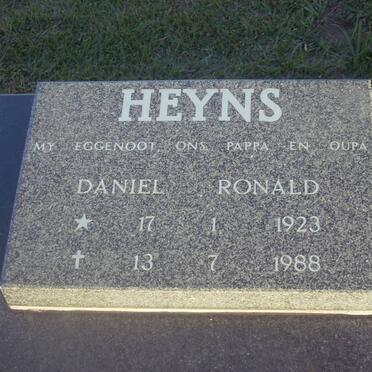 HEYNS
MY EGGENOOT, ONS PAPPA EN OUPA
DANIEL RONALD
★ 17 1 1923
✝ 13 7 1988